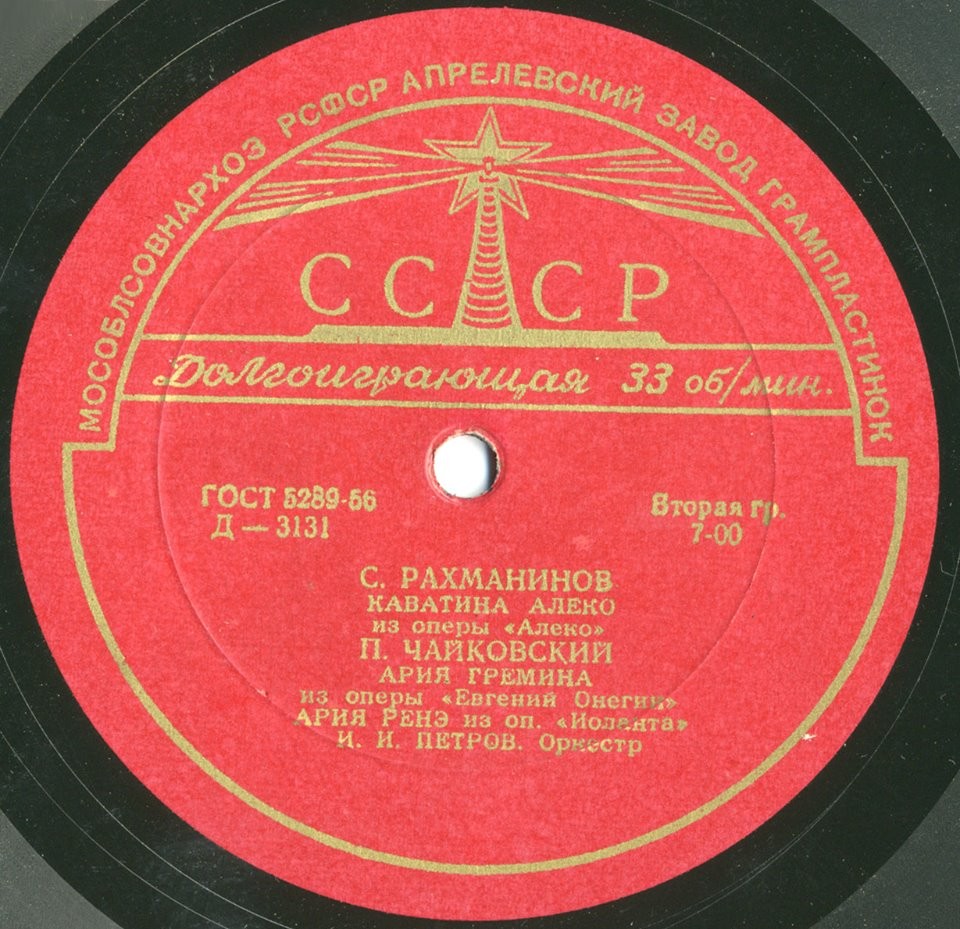 МОСОБЛСОВНАРХОЗ РСФСР АПРЕЛЕВСКИЙ ЗАВОД ГРАМПЛАСТИНОК
СССР
Долгоиграющая 33 об/мин.
ГОСТ 5289-56
Д — 3131
Вторая гр.
7-00
С. РАХМАНИНОВ
КАВАТИНА АЛЕКО
из оперы «Алеко»
П. ЧАЙКОВСКИЙ
АРИЯ ГРЕМИНА
из оперы «Евгений Онегин»
АРИЯ РЕНЭ из оп. «Иоланта»
И. И. ПЕТРОВ. Оркестр